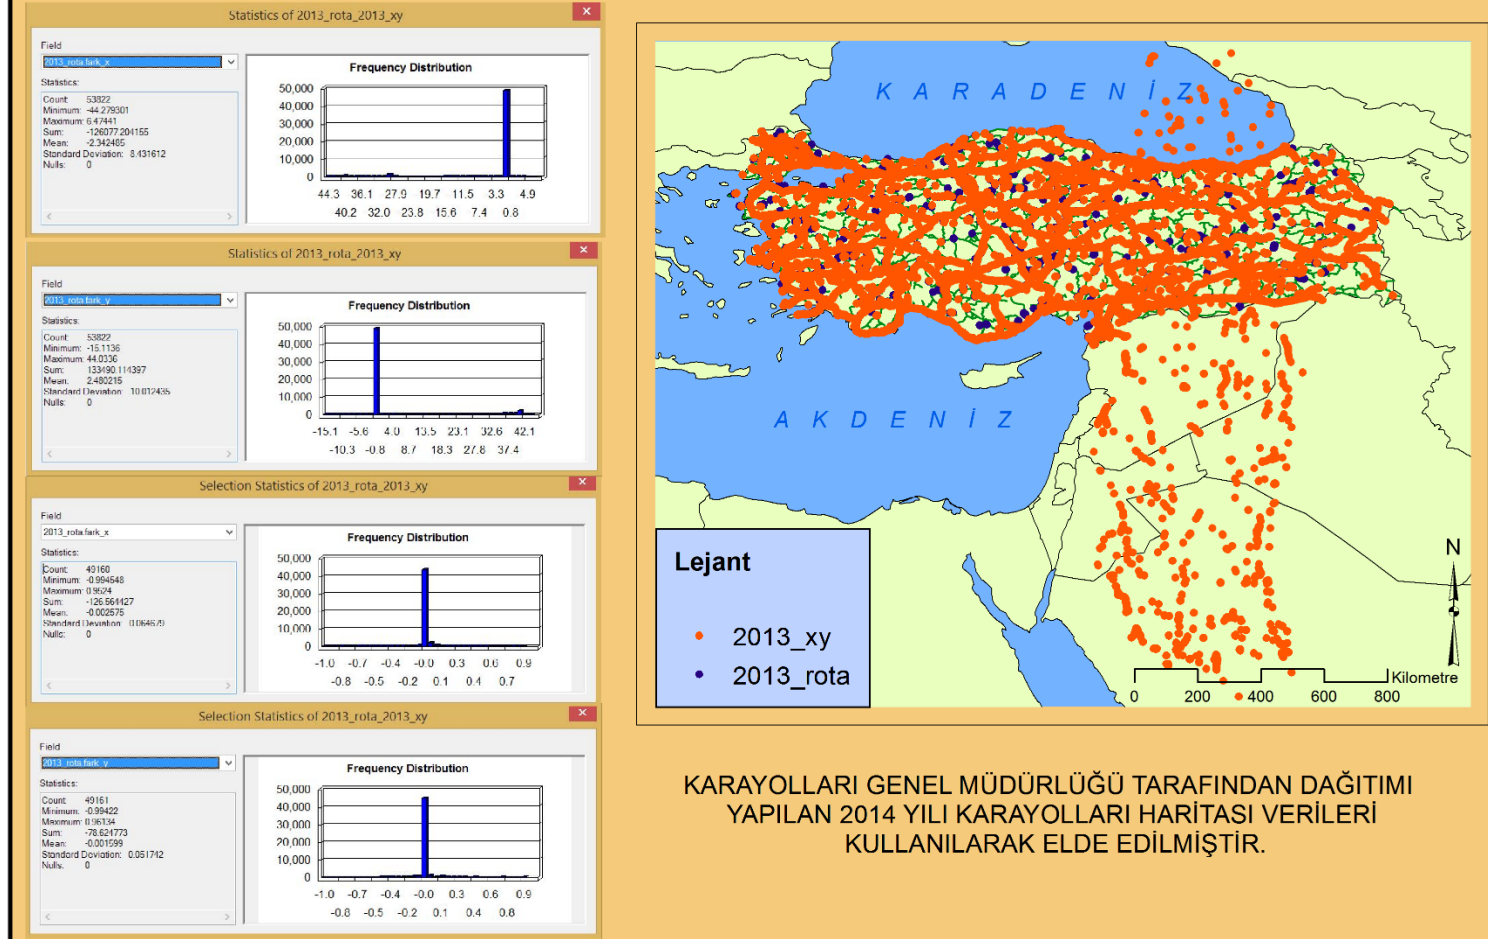 Statistics of 2013_rota_2013_xy
Field
2013_rota.fark_x
Statistics:
Count: 53822
Minimum: -44.279301
Maximum: 6.47441
Sum: -126077.204155
Mean: -2.342485
Standard Deviation: 8.431612
Nulls: 0
Frequency Distribution
50,000
40,000
30,000
20,000
10,000
0
44.3 36.1 27.9 19.7 11.5 3.3 4.9
40.2 32.0 23.8 15.6 7.4 0.8
Statistics of 2013_rota_2013_xy
Field
2013_rota.fark_y
Statistics:
Count: 53822
Minimum: -15.1136
Maximum: 44.0336
Sum: 133490.114397
Mean: 2.480215
Standard Deviation: 10.012435
Nulls: 0
Frequency Distribution
50,000
40,000
30,000
20,000
10,000
0
-15.1 -5.6 4.0 13.5 23.1 32.6 42.1
-10.3 -0.8 8.7 18.3 27.8 37.4
Selection Statistics of 2013_rota_2013_xy
Field
2013_rota.fark_x
Statistics:
Count: 49160
Minimum: -0.994548
Maximum: 0.9524
Sum: -126.564427
Mean: -0.002575
Standard Deviation: 0.064679
Nulls: 0
Frequency Distribution
50,000
40,000
30,000
20,000
10,000
0
-1.0 -0.7 -0.4 -0.0 0.3 0.6 0.9
-0.8 -0.5 -0.2 0.1 0.4 0.7
Selection Statistics of 2013_rota_2013_xy
Field
2013_rota.fark_y
Statistics:
Count: 49161
Minimum: -0.99422
Maximum: 0.96134
Sum: -78.624773
Mean: -0.001599
Standard Deviation: 0.051742
Nulls: 0
Frequency Distribution
50,000
40,000
30,000
20,000
10,000
0
-1.0 -0.7 -0.4 -0.0 0.3 0.6 0.9
-0.8 -0.5 -0.2 0.1 0.4 0.8
KARADENİZ
AKDENİZ
Lejant
2013_xy
2013_rota
N
Kilometre
0 200 400 600 800
KARAYOLLARI GENEL MÜDÜRLÜĞÜ TARAFINDAN DAĞITIMI
YAPILAN 2014 YILI KARAYOLLARI HARİTASI VERİLERİ
KULLANILARAK ELDE EDİLMİŞTİR.